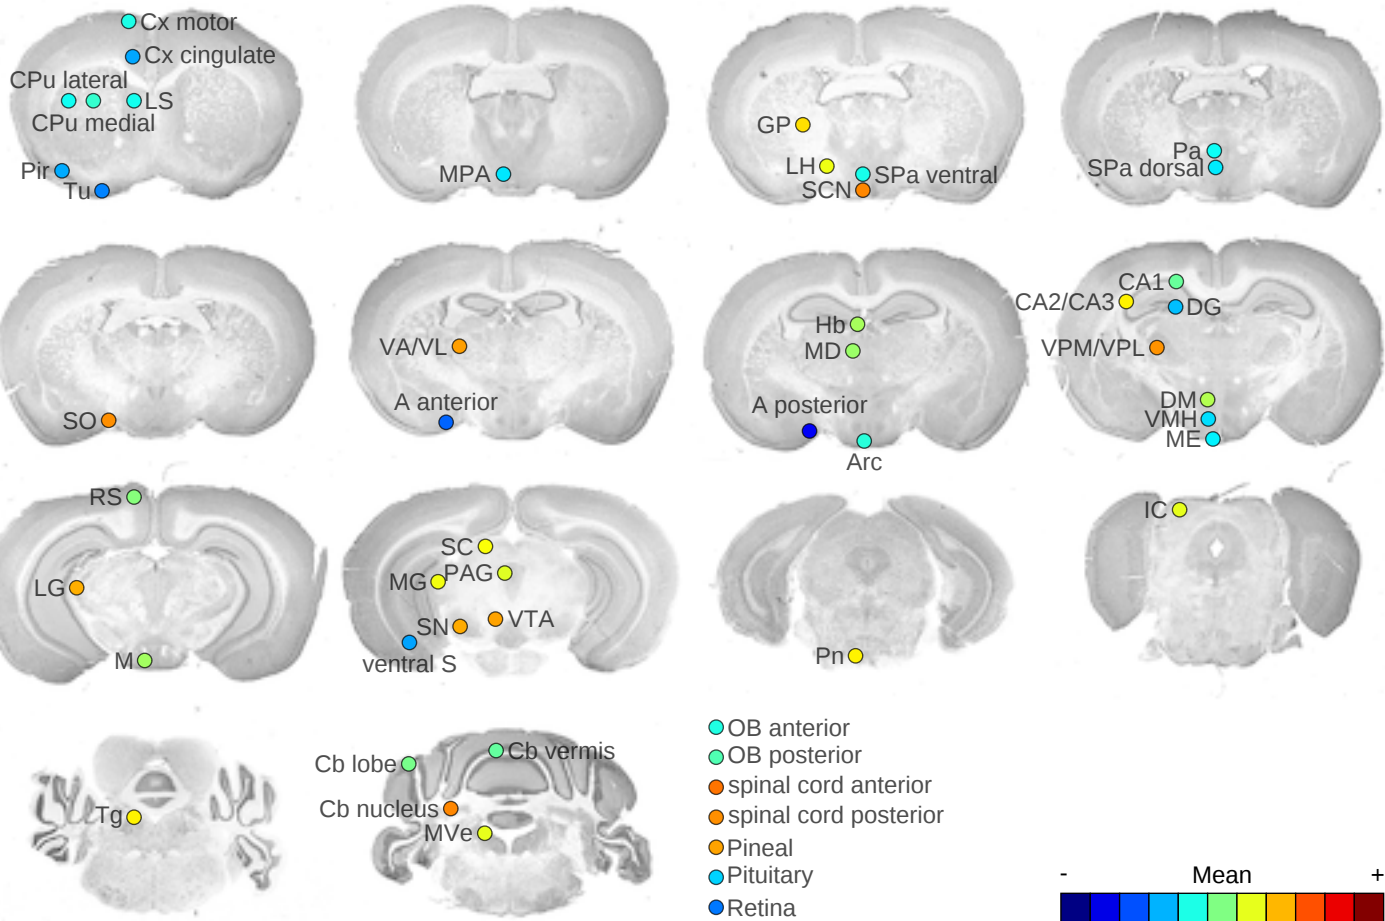 Cx motor
Cx cingulate
CPu lateral
LS
CPu medial
Pir
Tu
MPA
GP
LH
SPa ventral
SCN
Pa
SPa dorsal
SO
VA/VL
A anterior
Hb
MD
A posterior
Arc
CA1
CA2/CA3
DG
VPM/VPL
DM
VMH
ME
RS
LG
M
SC
MG
PAG
SN
VTA
ventral S
Pn
IC
Tg
Cb lobe
Cb vermis
Cb nucleus
MVe
OB anterior
OB posterior
spinal cord anterior
spinal cord posterior
Pineal
Pituitary
Retina
- Mean +